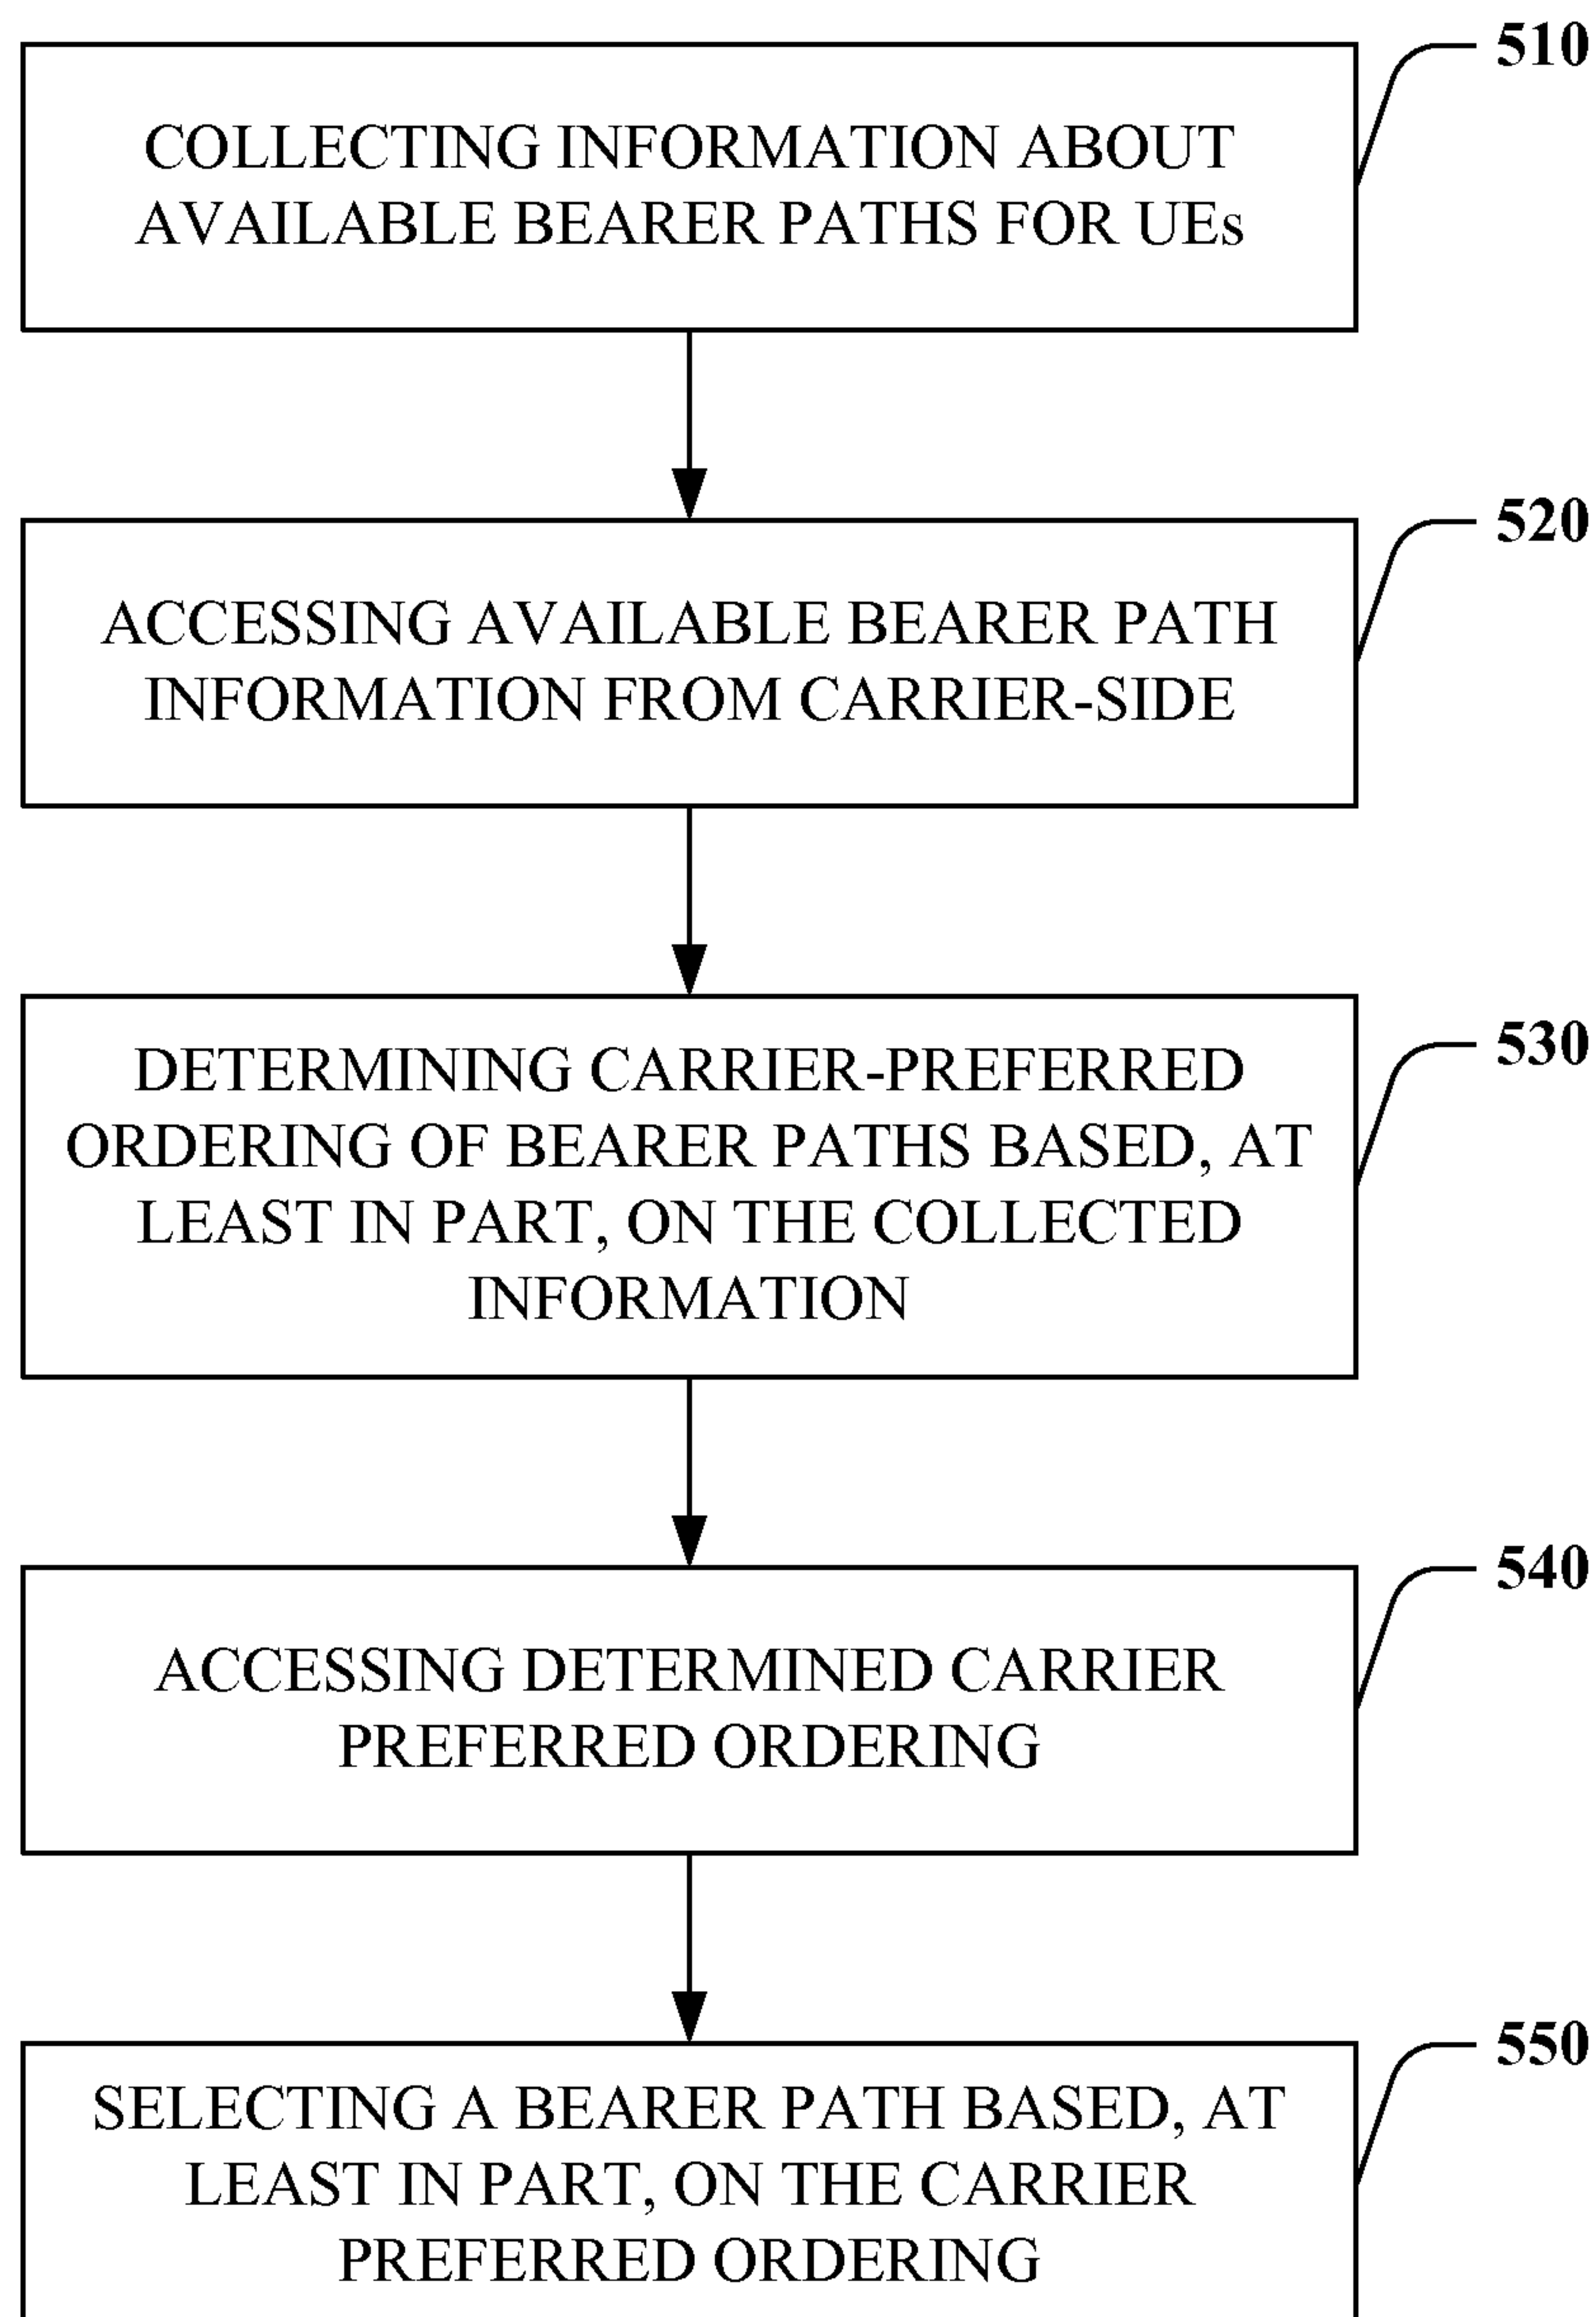 510
COLLECTING INFORMATION ABOUT
AVAILABLE BEARER PATHS FOR UEs
520
ACCESSING AVAILABLE BEARER PATH
INFORMATION FROM CARRIER-SIDE
530
DETERMINING CARRIER-PREFERRED
ORDERING OF BEARER PATHS BASED, AT
LEAST IN PART, ON THE COLLECTED
INFORMATION
540
ACCESSING DETERMINED CARRIER
PREFERRED ORDERING
550
SELECTING A BEARER PATH BASED, AT
LEAST IN PART, ON THE CARRIER
PREFERRED ORDERING